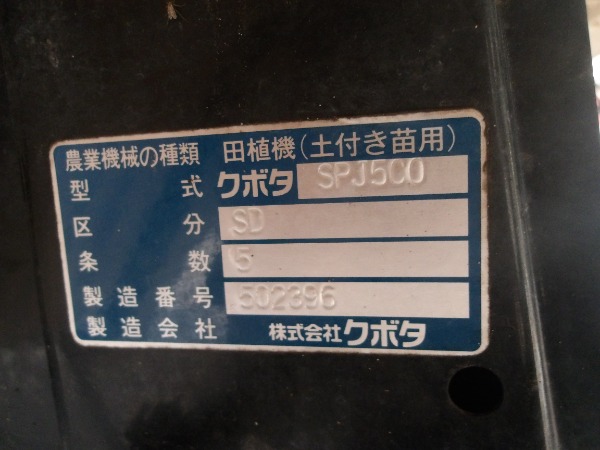 農業機械の種類 田植機(土付き苗用)
型式 クボタ SPJ500
区分 SD
条数 5
製造番号 502396
製造会社 株式会社クボタ